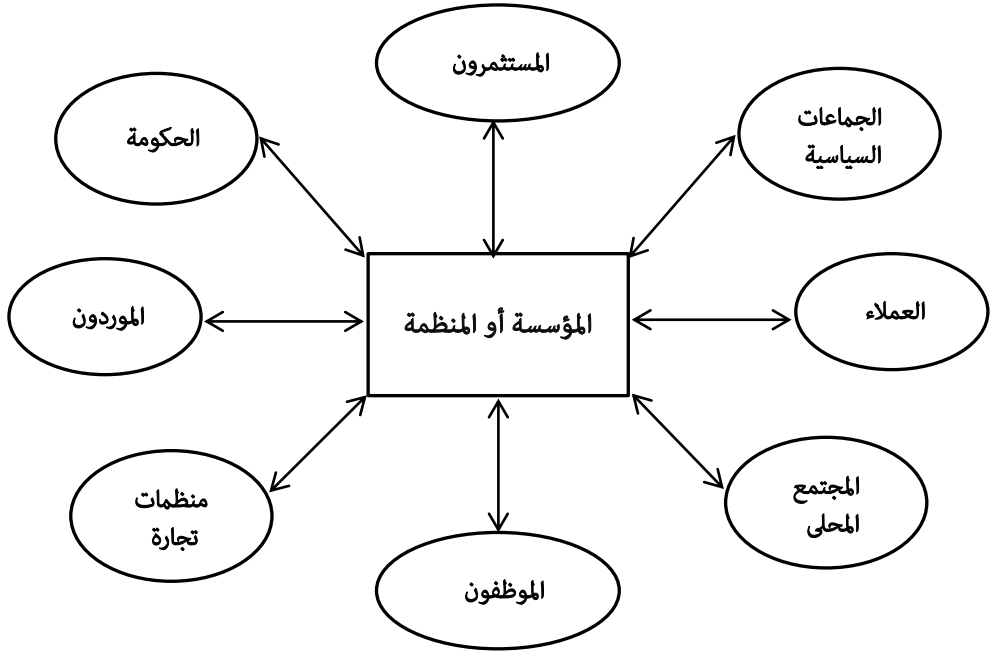 المستثمرون
الجماعات
السياسية
الحكومة
العملاء
المؤسسة أو المنظمة
الموردون
المجتمع
المحلى
منظمات
تجارة
الموظفون